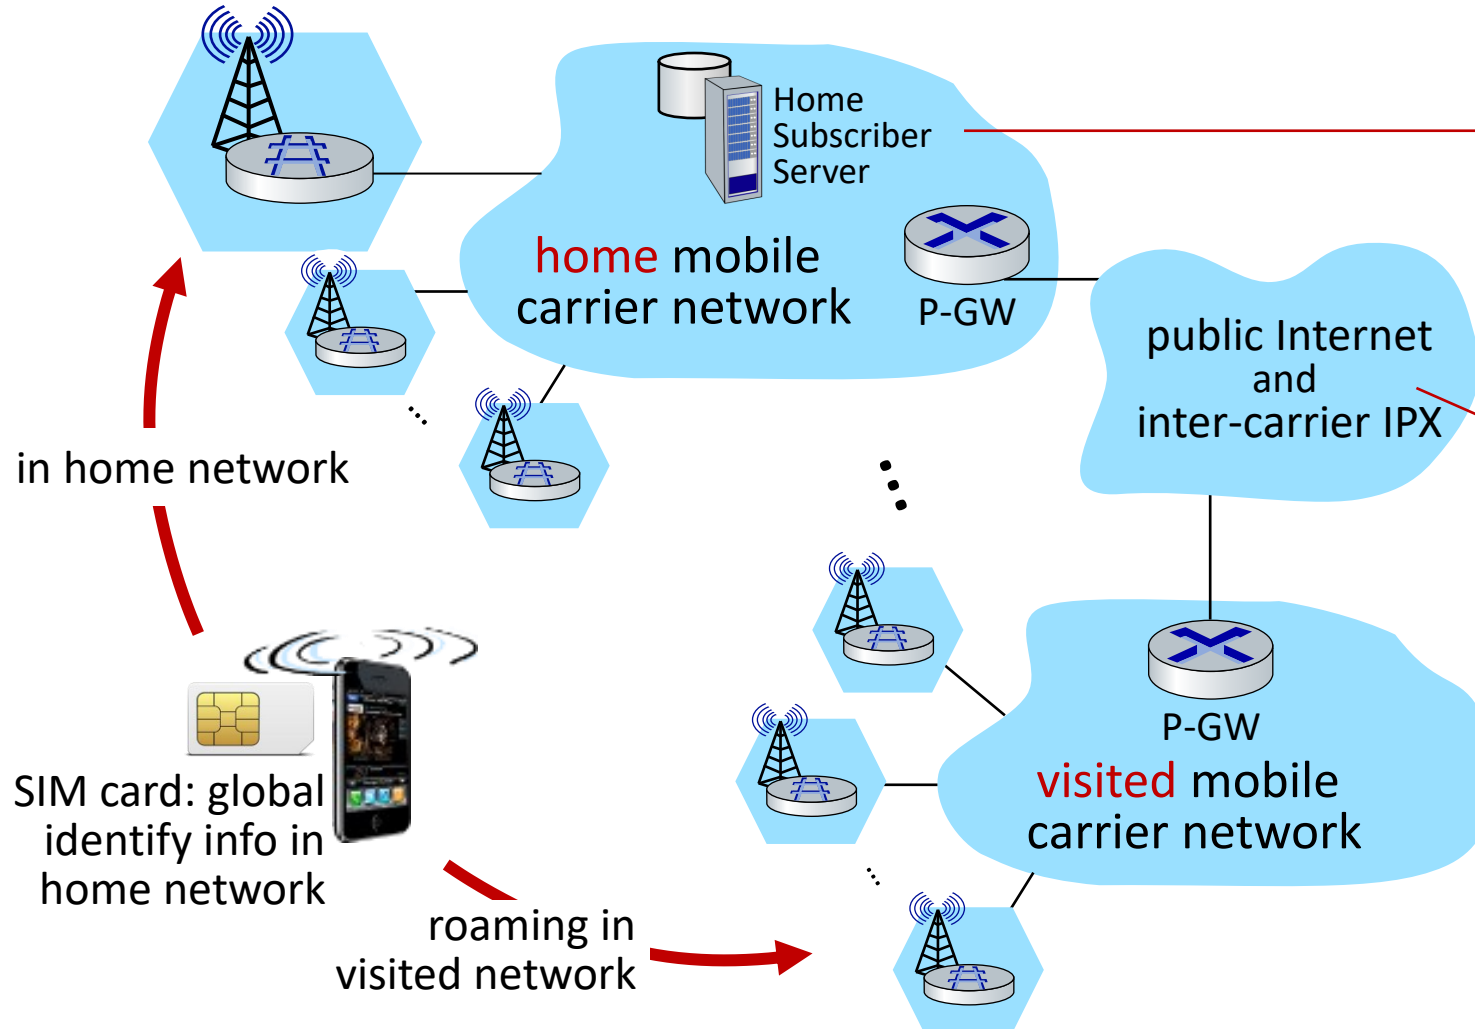 Home
Subscriber
Server
home mobile
carrier network
P-GW
public Internet
and
inter-carrier IPX
in home network
SIM card: global
identify info in
home network
roaming in
visited network
P-GW
visited mobile
carrier network